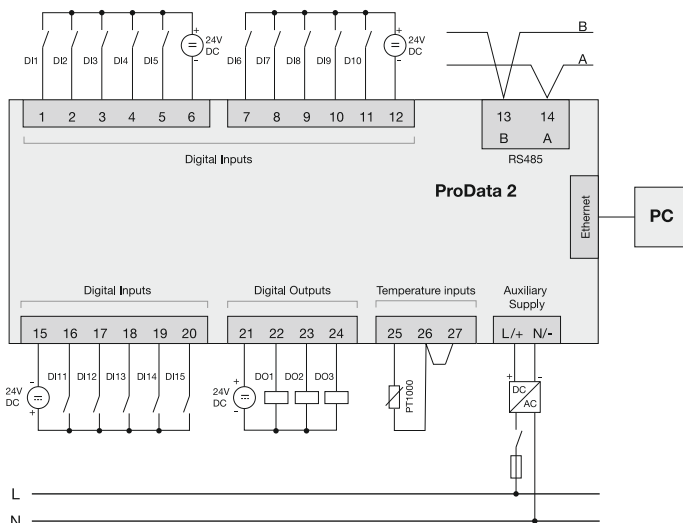 DI1 DI2 DI3 DI4 DI5 + 24V DC - DI6 DI7 DI8 DI9 D10 + 24V DC - B
A
1 2 3 4 5 6 7 8 9 10 11 12 13 14
B A
Digital Inputs
RS485
ProData 2
Ethernet
PC
Digital Inputs Digital Outputs Temperature inputs Auxiliary Supply
15 16 17 18 19 20 21 22 23 24 25 26 27 L/+ N/-
- 24V DC + DI11 DI12 DI13 DI14 DI15 + 24V DC - DO1 DO2 DO3 PT1000 + - DC AC
L
N